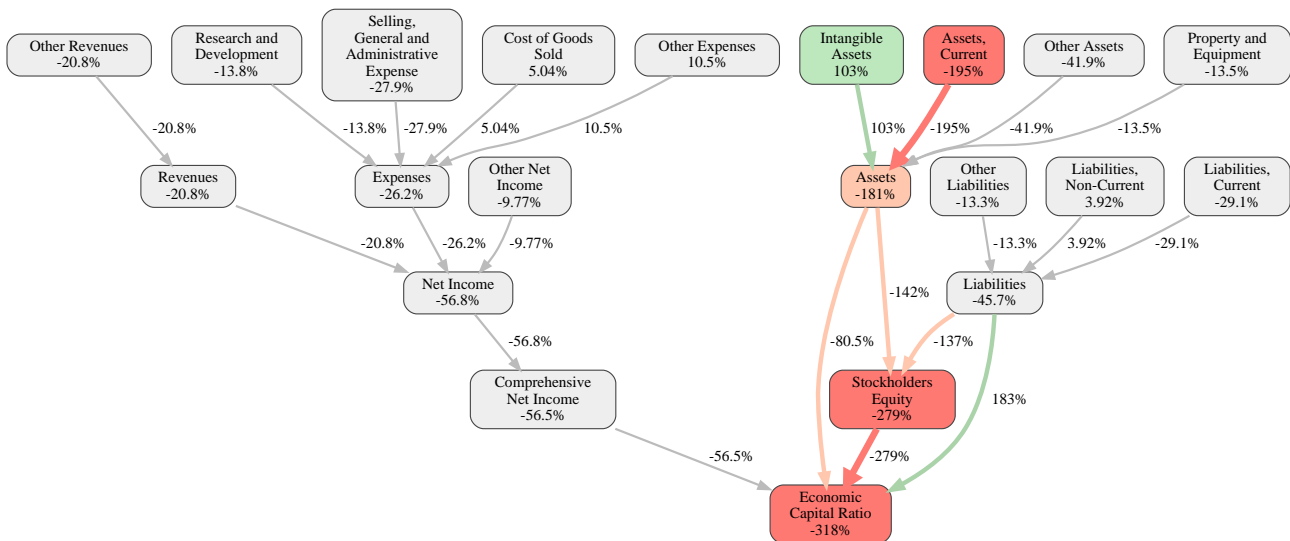 Other Revenues
-20.8%
Research and
Development
-13.8%
Selling,
General and
Administrative
Expense
-27.9%
Cost of Goods
Sold
5.04%
Other Expenses
10.5%
Intangible
Assets
103%
Assets,
Current
-195%
Other Assets
-41.9%
Property and
Equipment
-13.5%
-20.8%
-13.8%
-27.9%
5.04%
10.5%
103%
-195%
-41.9%
-13.5%
Revenues
-20.8%
Expenses
-26.2%
Other Net
Income
-9.77%
Assets
-181%
Other
Liabilities
-13.3%
Liabilities,
Non-Current
3.92%
Liabilities,
Current
-29.1%
-20.8%
-26.2%
-9.77%
-13.3%
3.92%
-29.1%
Net Income
-56.8%
-142%
Liabilities
-45.7%
-56.8%
-80.5%
-137%
Comprehensive
Net Income
-56.5%
Stockholders
Equity
-279%
183%
-56.5%
-279%
Economic
Capital Ratio
-318%